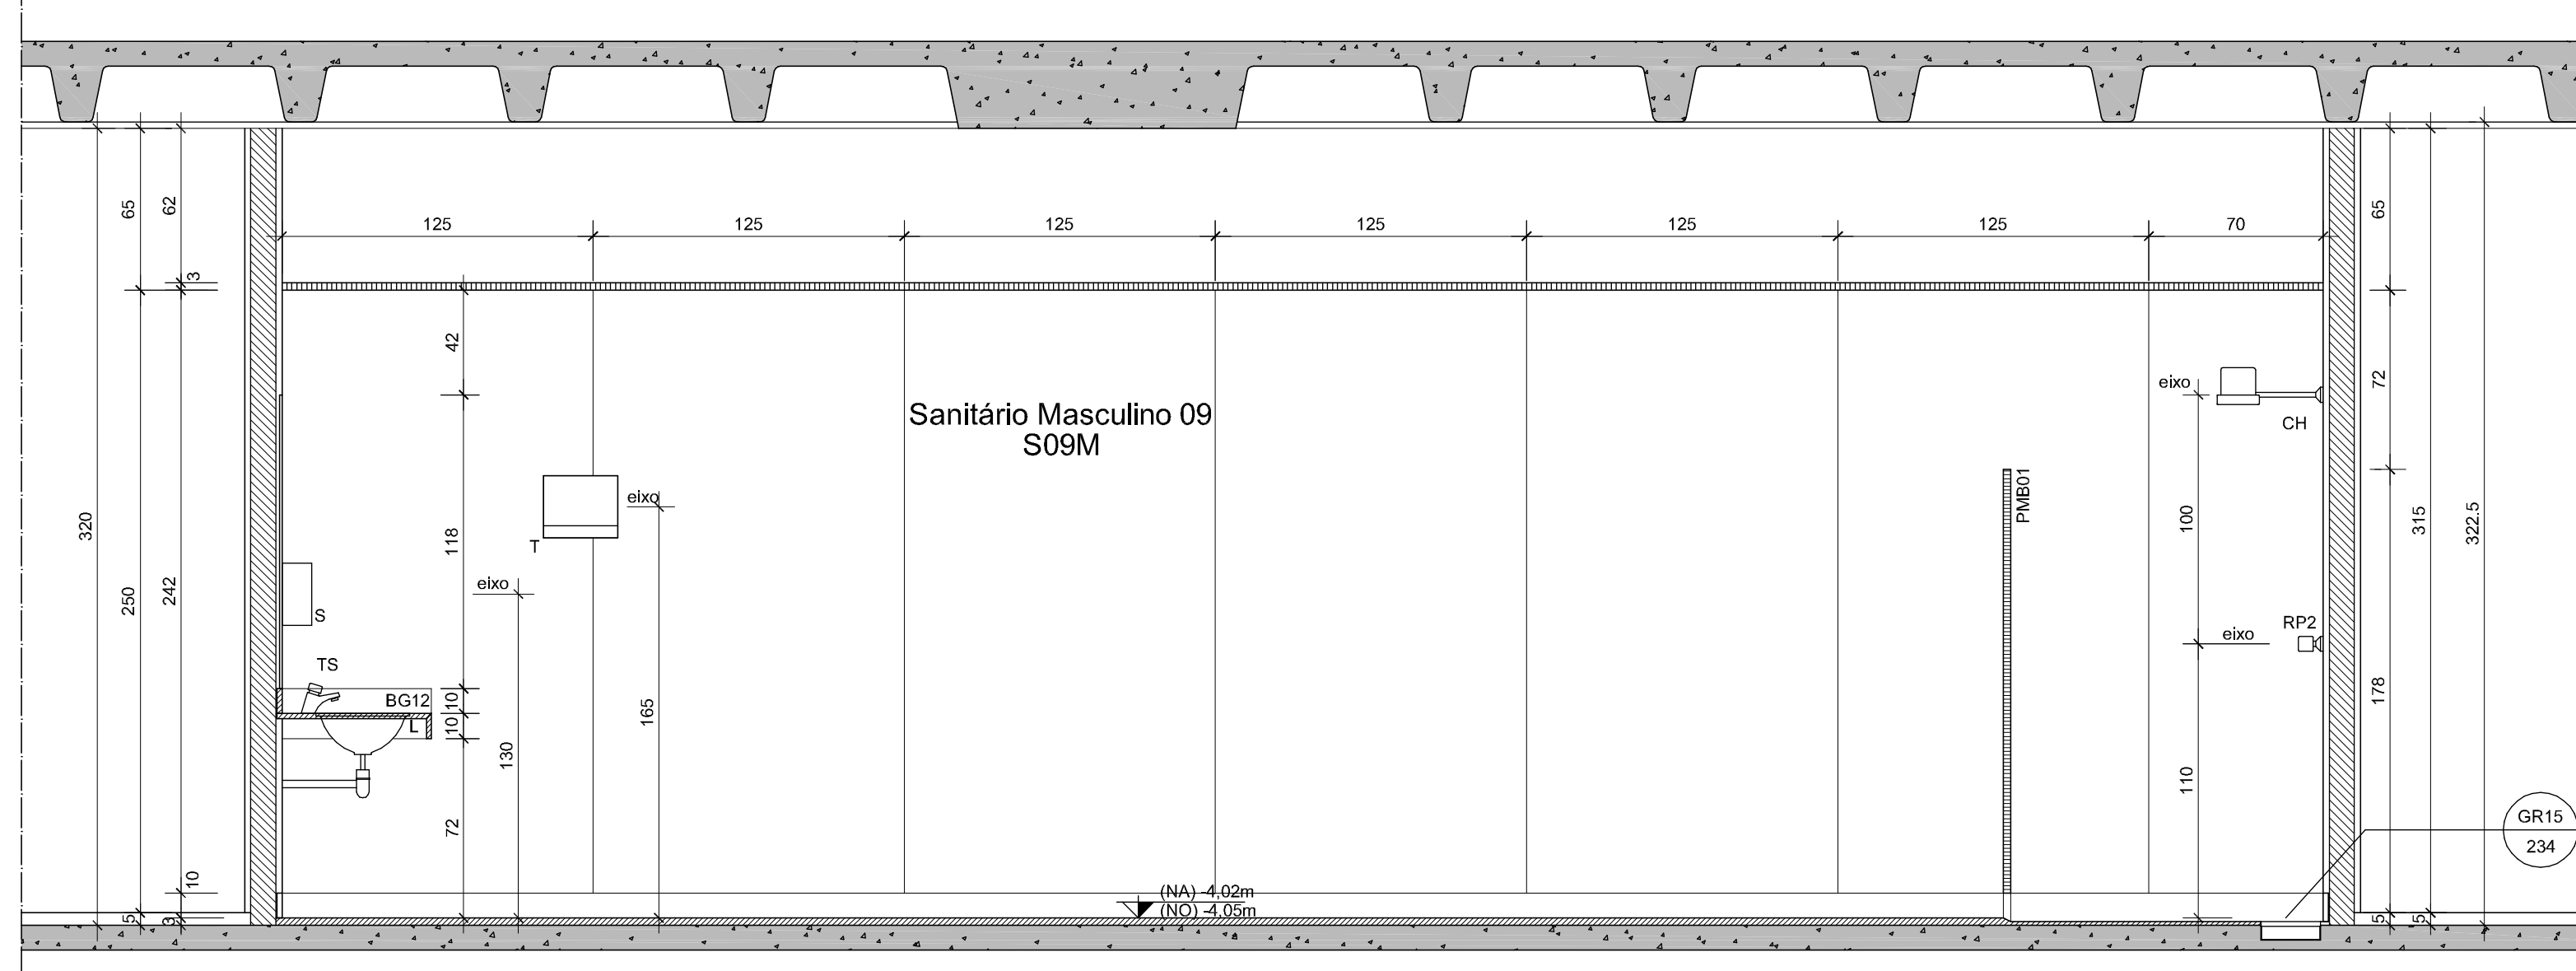 125
125
125
125
125
125
70
65
62
3
65
42
72
eixo
CH
Sanitário Masculino 09
S09M
eixo
T
PMB01
320
118
100
315
322.5
250
242
eixo
S
RP2
eixo
TS
BG12
10
10
L
165
178
130
110
72
GR15
234
10
(NA) -4,02m
(NO) -4,05m
5
3
5
5